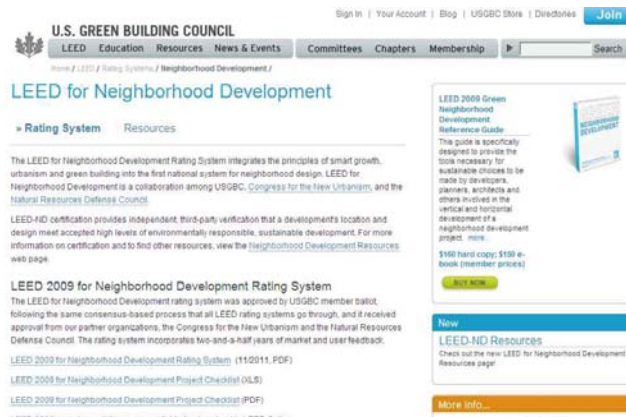 Sign In | Your Account | Blog | USGBC Store | Directories Join
U.S. GREEN BUILDING COUNCIL
LEED Education Resources News & Events Committees Chapters Membership Search
Home / LEED / Rating Systems / Neighborhood Development /
LEED for Neighborhood Development
» Rating System Resources
The LEED for Neighborhood Development Rating System integrates the principles of smart growth,
urbanism and green building into the first national system for neighborhood design. LEED for
Neighborhood Development is a collaboration among USGBC, Congress for the New Urbanism, and the
Natural Resources Defense Council.
LEED-ND certification provides independent, third-party verification that a development's location and
design meet accepted high levels of environmentally responsible, sustainable development. For more
information on certification and to find other resources, view the Neighborhood Development Resources
web page.
LEED 2009 for Neighborhood Development Rating System
The LEED for Neighborhood Development rating system was approved by USGBC member ballot,
following the same consensus-based process that all LEED rating systems go through, and it received
approval from our partner organizations, the Congress for the New Urbanism and the Natural Resources
Defense Council. The rating system incorporates two-and-a-half years of market and user feedback.
LEED 2009 for Neighborhood Development Rating System (11/2011, PDF)
LEED 2009 for Neighborhood Development Project Checklist (XLS)
LEED 2009 for Neighborhood Development Project Checklist (PDF)
LEED 2009 Green
Neighborhood
Development
Reference Guide
This guide is specifically
designed to provide the
tools necessary for
sustainable choices to be
made by developers,
planners, architects and
others involved in the
vertical and horizontal
development of a
neighborhood development
project. more..
$160 hard copy; $150 e-
book (member prices)
BUY NOW
NEIGHBORHOOD
DEVELOPMENT
New
LEED-ND Resources
Check out the new LEED for Neighborhood Development
Resources page!
More Info...